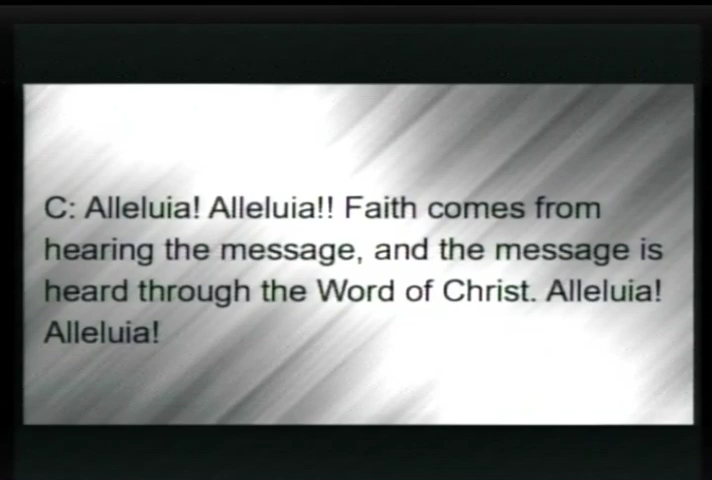 C: Alleluia! Alleluia!! Faith comes from
hearing the message, and the message is
heard through the Word of Christ. Alleluia!
Alleluia!